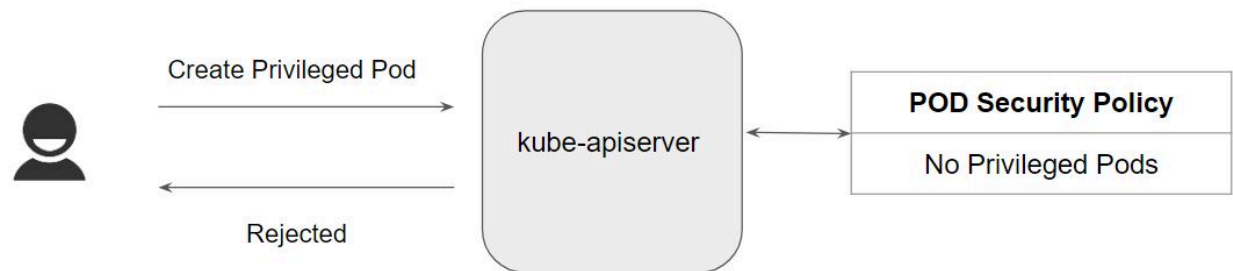 Create Privileged Pod
Rejected
kube-apiserver
POD Security Policy
No Privileged Pods